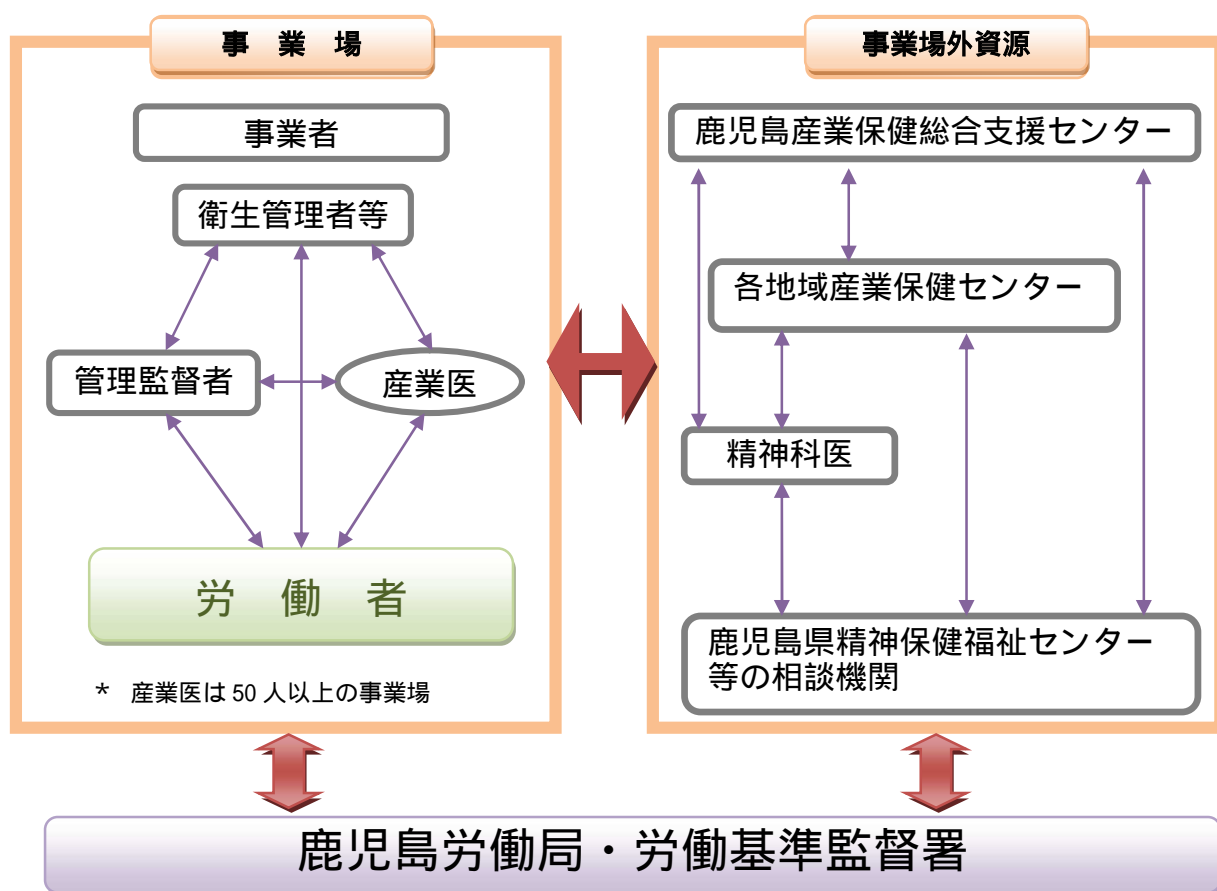 事　業　場
事業者
衛生管理者等
管理監督者
産業医
労　働　者
＊　産業医は 50 人以上の事業場
事業場外資源
鹿児島産業保健総合支援センター
各地域産業保健センター
精神科医
鹿児島県精神保健福祉センター
等の相談機関
鹿児島労働局・労働基準監督署